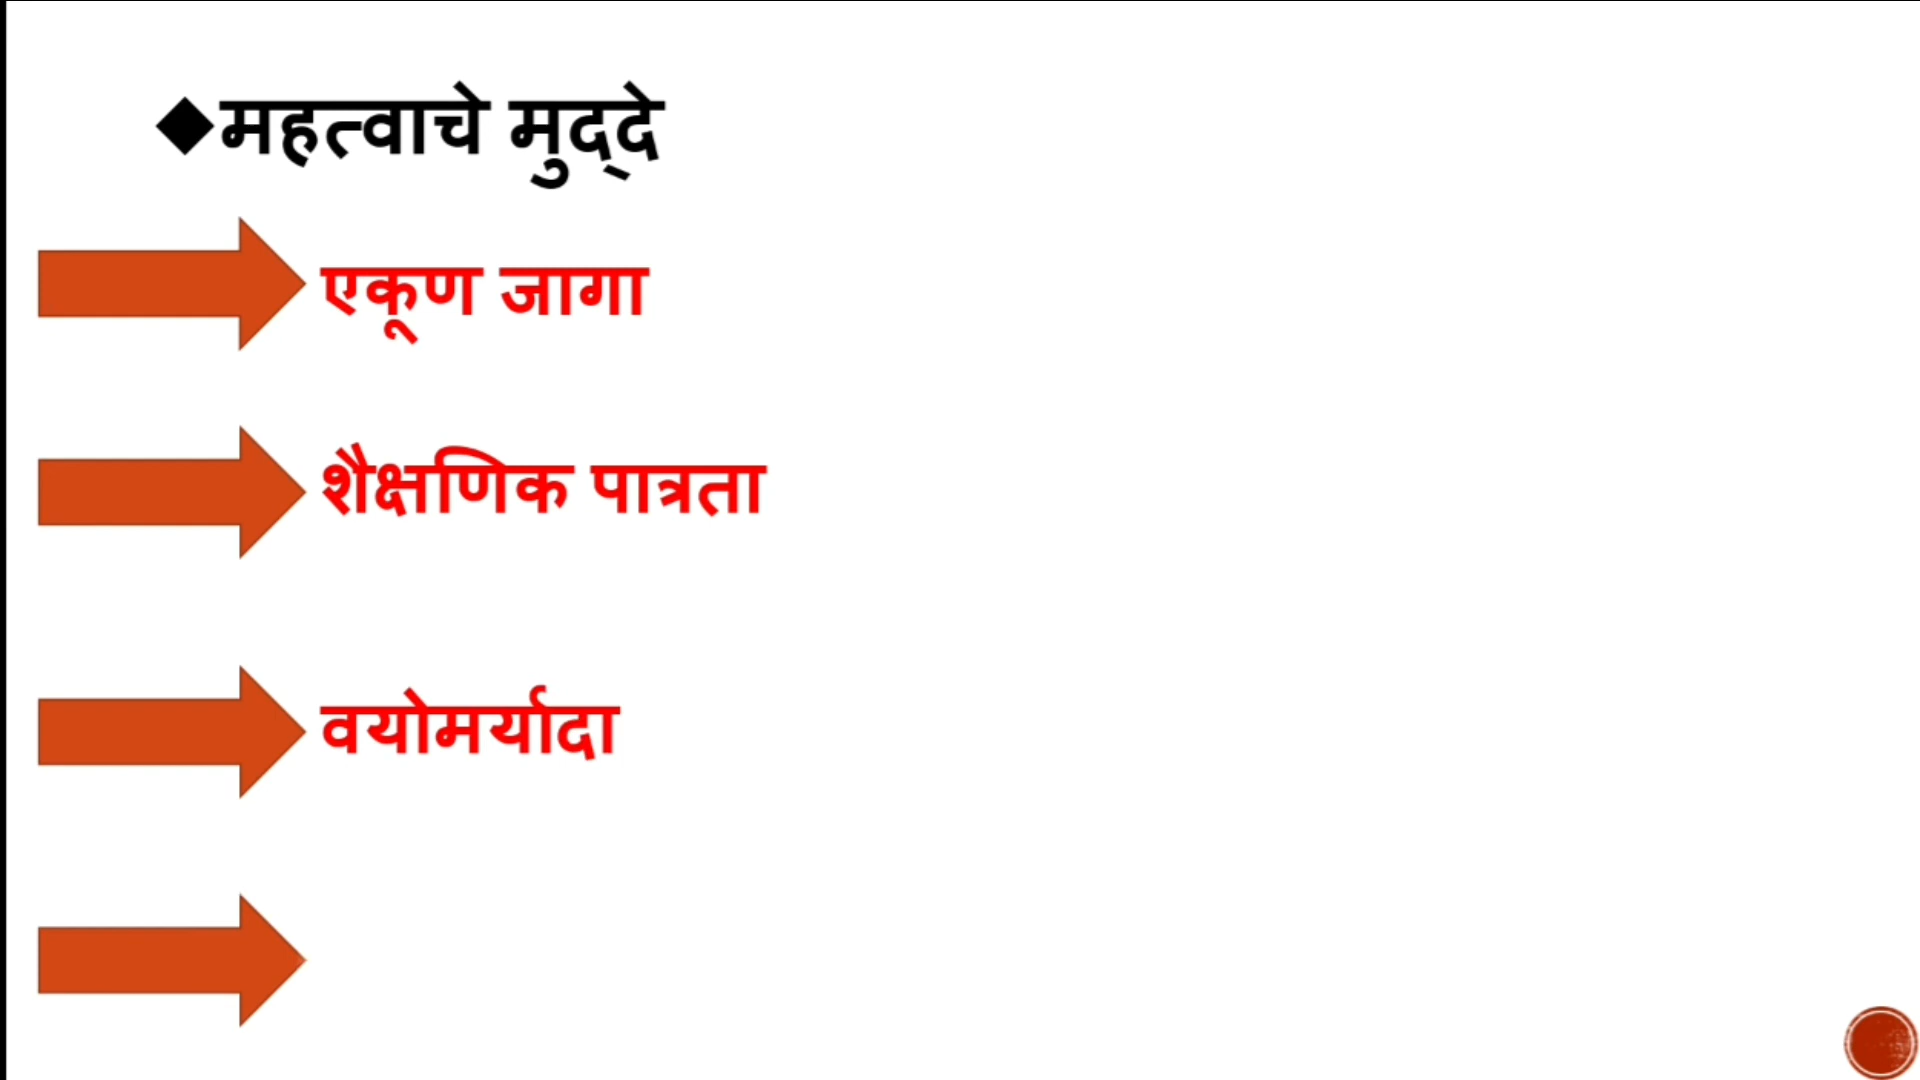 ◆महत्वाचे मुद्‌दे
एकूण जागा
शैक्षणिक पात्रता
वयोमर्यादा